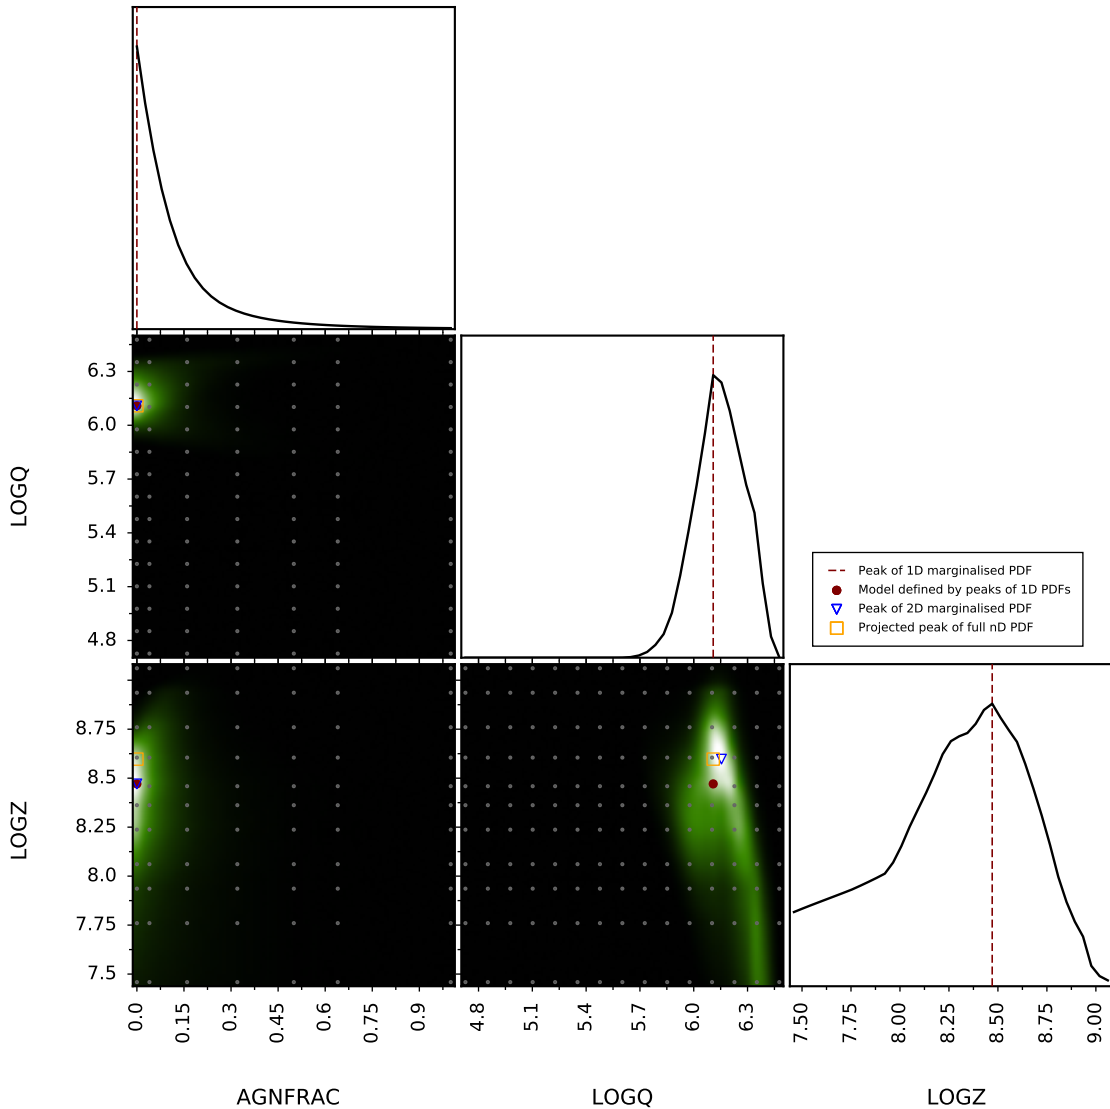 6.3
6.0
5.7
5.4
5.1
4.8
LOGQ
Peak of 1D marginalised PDF
Model defined by peaks of 1D PDFs
Peak of 2D marginalised PDF
Projected peak of full nD PDF
8.75
8.5
8.25
8.0
7.75
7.5
LOGZ
0.0 0.15 0.3 0.45 0.6 0.75 0.9
4.8 5.1 5.4 5.7 6.0 6.3
7.50 7.75 8.00 8.25 8.50 8.75 9.00
AGNFRAC LOGQ LOGZ